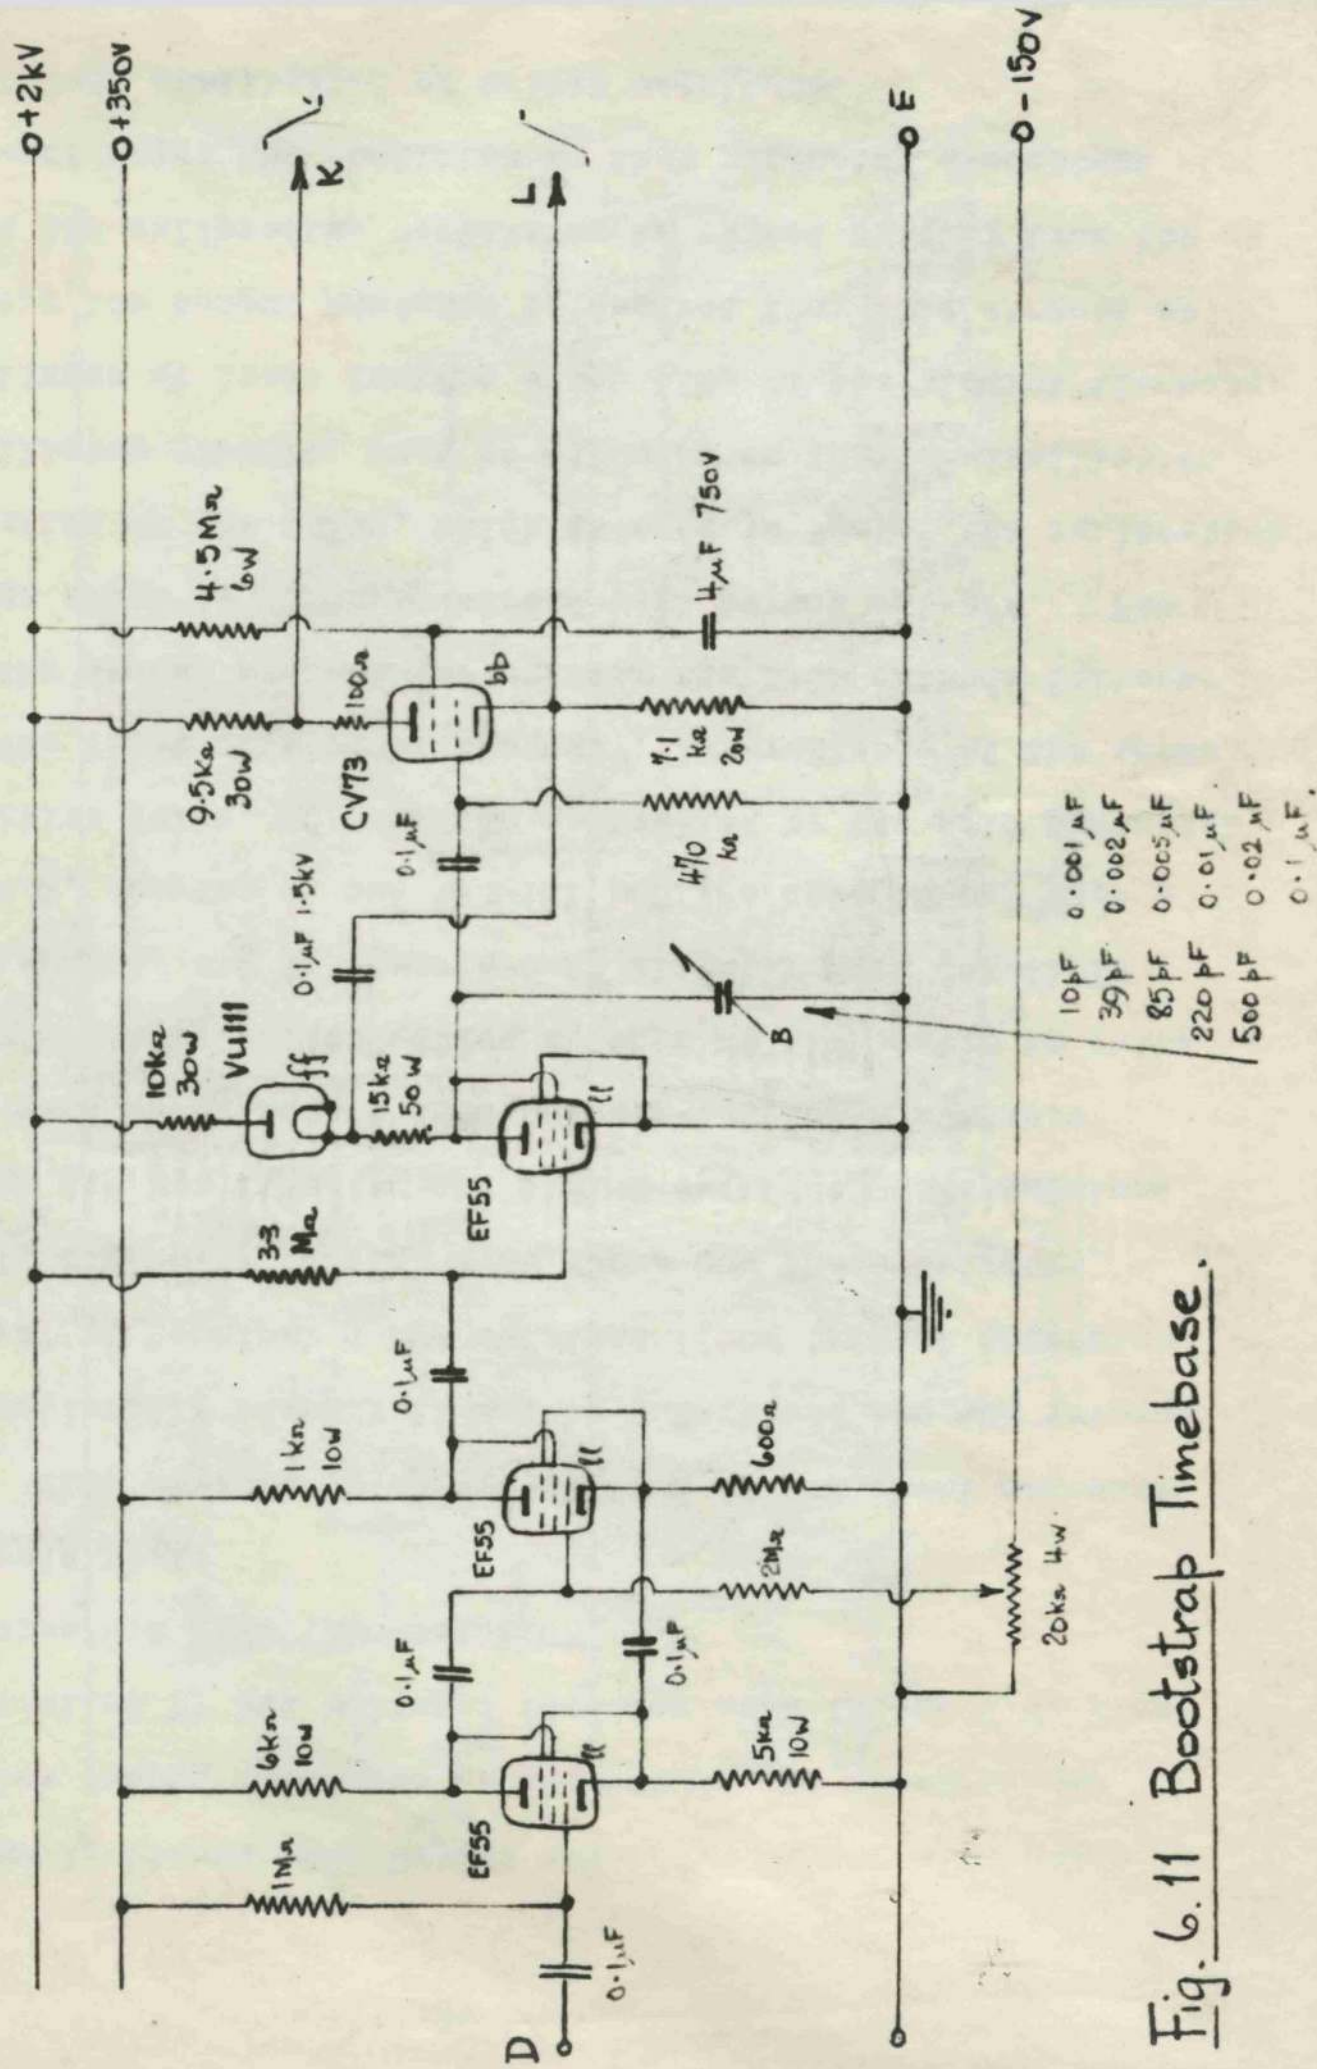 0+2kV
0+350V
K
L
E
0-150V
4.5MΩ
6W
9.5kΩ
30W
100Ω
CV73
bb
4µF 750V
7.1
kΩ
20W
470
kΩ
0.1µF
0.1µF 1.5kV
10kΩ
30W
VU111
ff
15kΩ
50W
EF55
ll
B
3.3
MΩ
0.1µF
1kΩ
10W
EF55
ll
600Ω
2MΩ
20kΩ 4W.
0.1µF
0.1µF
6kΩ
10W
1MΩ
EF55
ll
5kΩ
10W
D
0.1µF
10pF 0.001µF
39pF 0.002µF
85pF 0.005µF
220pF 0.01µF.
500pF 0.02µF
0.1µF.
Fig. 6.11 Bootstrap Timebase.